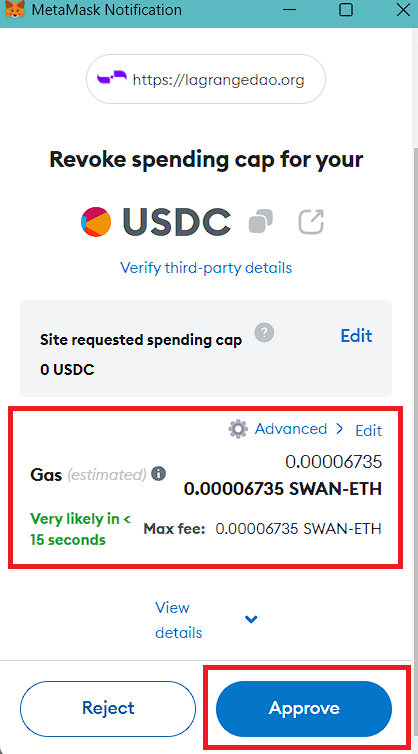 MetaMask Notification
https://lagrangedao.org
Revoke spending cap for your
USDC
Verify third-party details
Site requested spending cap ?
Edit
0 USDC
Advanced > Edit
0.00006735
Gas (estimated) i
0.00006735 SWAN-ETH
Very likely in <
15 seconds
Max fee: 0.00006735 SWAN-ETH
View
details
Reject
Approve